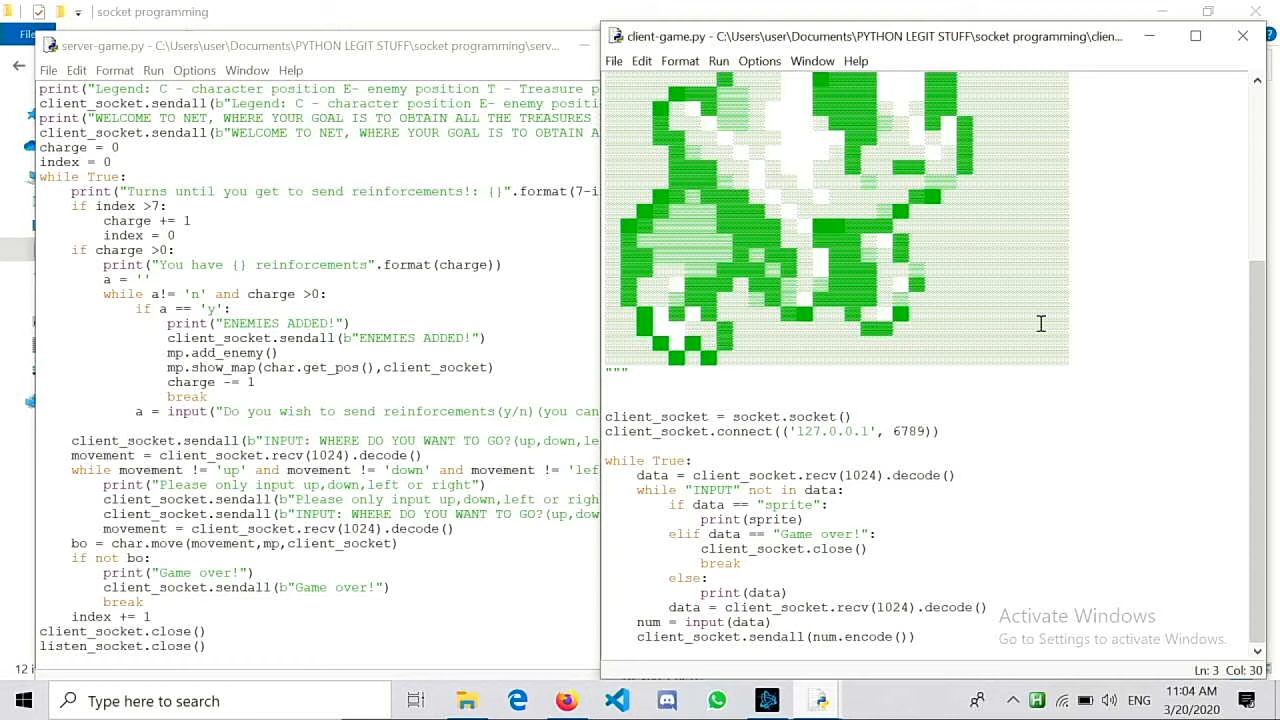 socket programming
File
server-game.py - C:\Users\user\Documents\PYTHON LEGIT STUFF\socket programming\serv...
File Edit Format Run Options Window Help
print("Legend: C - character position E- enemy position T - Treasure p
client_socket.sendall(b"Legend: C - character position E- enemy positi
print("WELCOME TO NET, WHERE YOUR GOAL IS TO OBTAIN ALL THE TREASURES
client_socket.sendall(b"WELCOME TO NET, WHERE YOUR GOAL IS TO OBTAIN A
charge = 0
index = 0
while True:
print("Turns until you get to send reinforcements!: {}".format(7-i
if index >7:
charge += 1
index = 0
if charge >0:
print("You have {} reinforcements".format(charge))
a = ''
while a!= 'n' and charge >0:
if a == 'y':
print("ENEMIES ADDED!")
client_socket.sendall(b"ENEMIES ADDED!")
mp.add_enemy()
mp.show_map(char.get_pos(),client_socket)
charge -= 1
break
a = input("Do you wish to send reinforcements(y/n)(you can
client_socket.sendall(b"INPUT: WHERE DO YOU WANT TO GO?(up,down,le
movement = client_socket.recv(1024).decode()
while movement != 'up' and movement != 'down' and movement != 'lef
print("Please only input up,down,left or right")
client_socket.sendall(b"Please only input up,down,left or righ
client_socket.sendall(b"INPUT: WHERE DO YOU WANT TO GO?(up,dow
movement = client_socket.recv(1024).decode()
bo = char.move(movement,mp,client_socket)
if not bo:
print("Game over!")
client_socket.sendall(b"Game over!")
break
index += 1
client_socket.close()
listen_socket.close()
client-game.py - C:\Users\user\Documents\PYTHON LEGIT STUFF\socket programming\clien...
File Edit Format Run Options Window Help
"""
client_socket = socket.socket()
client_socket.connect(('127.0.0.1', 6789))
while True:
data = client_socket.recv(1024).decode()
while "INPUT" not in data:
if data == "sprite":
print(sprite)
elif data == "Game over!":
client_socket.close()
break
else:
print(data)
data = client_socket.recv(1024).decode()
num = input(data)
client_socket.sendall(num.encode())
Activate Windows
Go to Settings to activate Windows.
Ln: 3 Col: 30
12 i
Type here to search
ENG
11:04 AM
3/20/2020